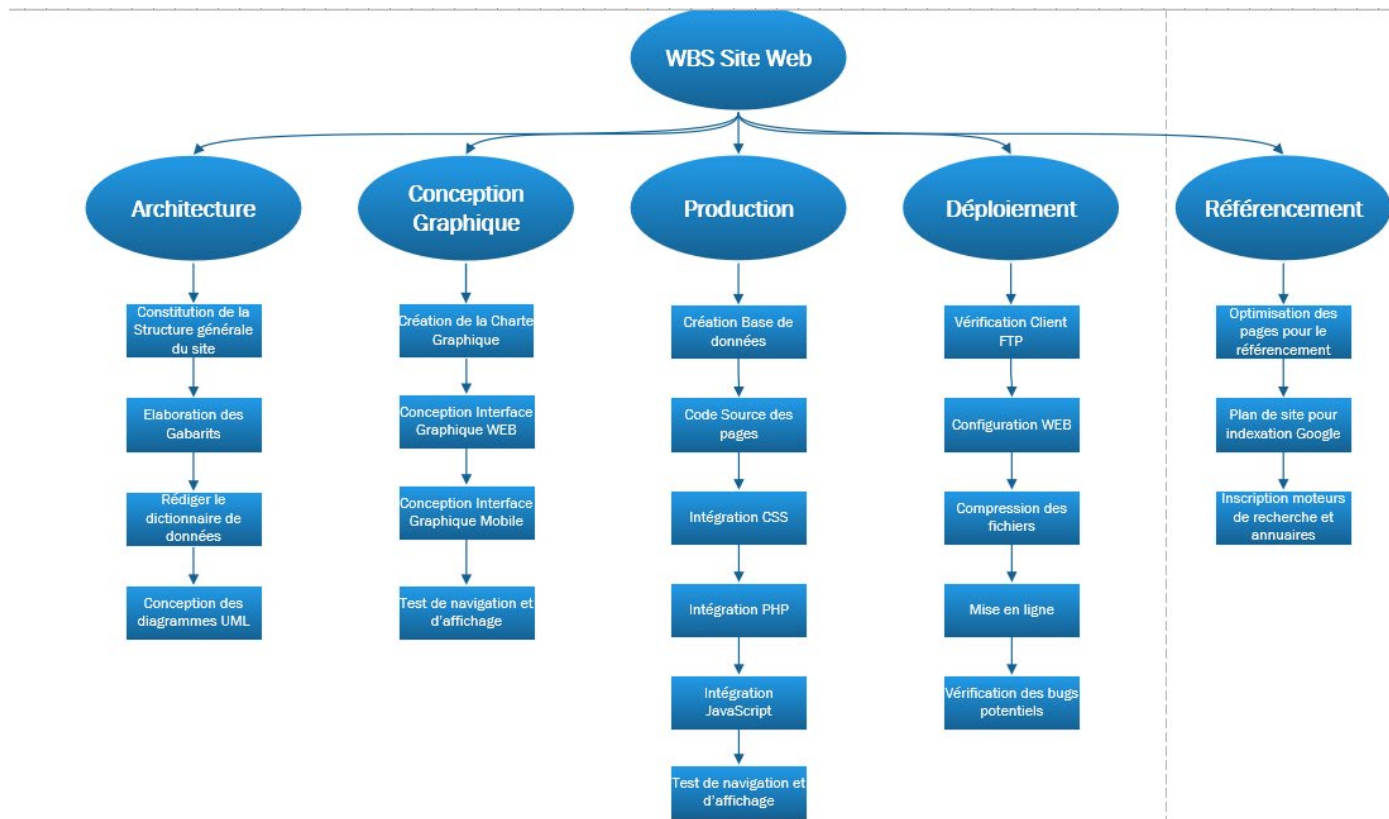 WBS Site Web
Architecture
Conception
Graphique
Production
Déploiement
Référencement
Constitution de la
Structure générale
du site
Elaboration des
Gabarits
Rédiger le
dictionnaire de
données
Conception des
diagrammes UML
Création de la Charte
Graphique
Conception Interface
Graphique WEB
Conception Interface
Graphique Mobile
Test de navigation et
d'affichage
Création Base de
données
Code Source des
pages
Intégration CSS
Intégration PHP
Intégration
JavaScript
Test de navigation et
d'affichage
Vérification Client
FTP
Configuration WEB
Compression des
fichiers
Mise en ligne
Vérification des bugs
potentiels
Optimisation des
pages pour le
référencement
Plan de site pour
indexation Google
Inscription moteurs
de recherche et
annuaires